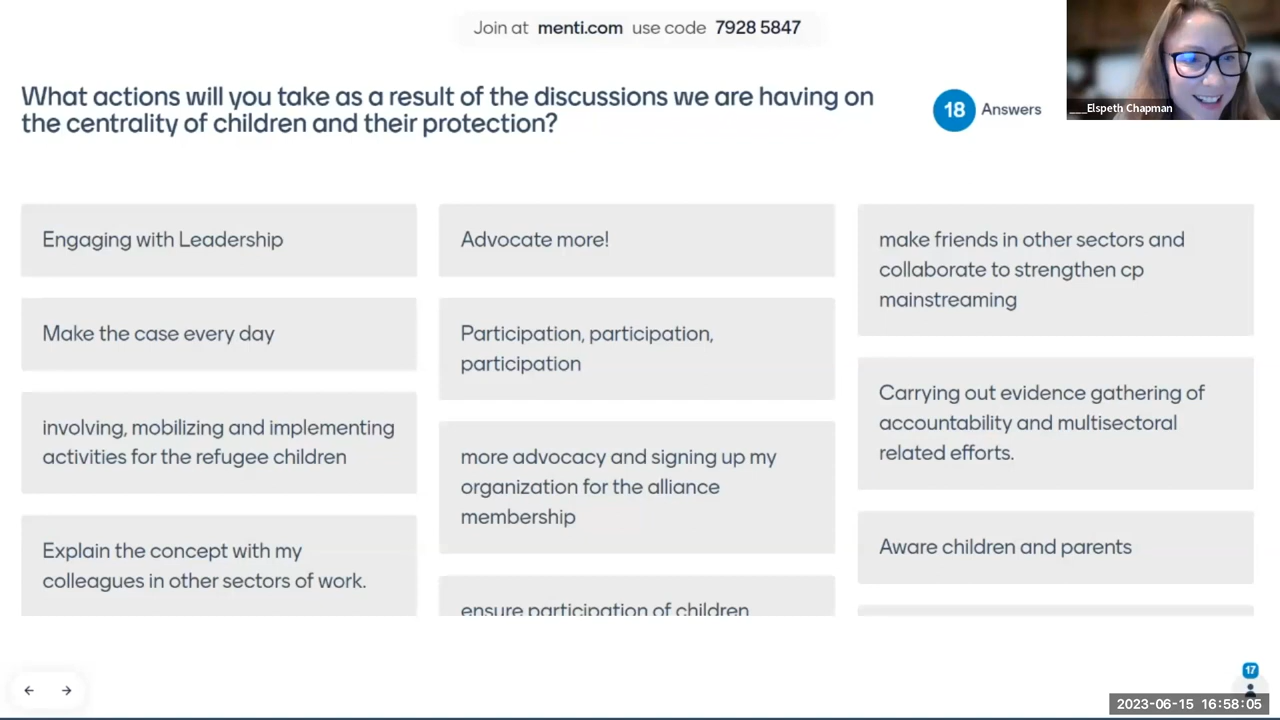 Join at menti.com use code 7928 5847
What actions will you take as a result of the discussions we are having on
the centrality of children and their protection?
18 Answers
___Elspeth Chapman
Engaging with Leadership
Make the case every day
involving, mobilizing and implementing
activities for the refugee children
Explain the concept with my
colleagues in other sectors of work.
Advocate more!
Participation, participation,
participation
more advocacy and signing up my
organization for the alliance
membership
ensure participation of children
make friends in other sectors and
collaborate to strengthen cp
mainstreaming
Carrying out evidence gathering of
accountability and multisectoral
related efforts.
Aware children and parents
17
2023-06-15 16:58:05